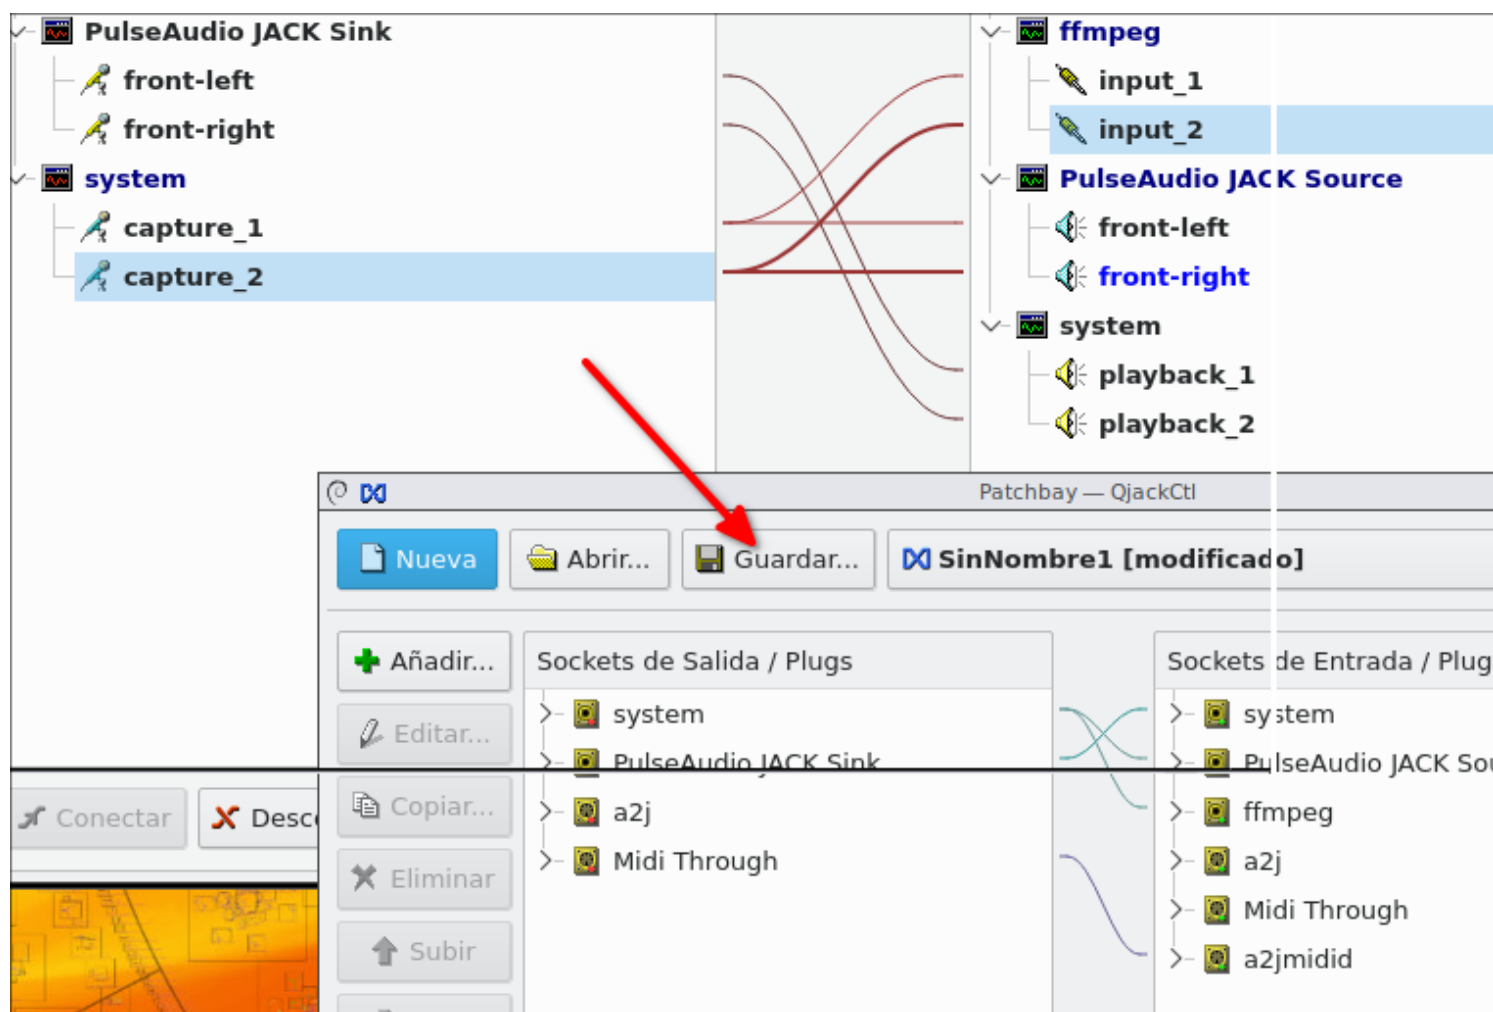 PulseAudio JACK Sink
front-left
front-right
system
capture_1
capture_2
ffmpeg
input_1
input_2
PulseAudio JACK Source
front-left
front-right
system
playback_1
playback_2
Patchbay — QjackCtl
Nueva Abrir... Guardar... SinNombre1 [modificado]
Añadir...
Editar...
Copiar...
Eliminar
Subir
Sockets de Salida / Plugs
system
PulseAudio JACK Sink
a2j
Midi Through
Sockets de Entrada / Plug
system
PulseAudio JACK Sou
ffmpeg
a2j
Midi Through
a2jmidid
Conectar Desc